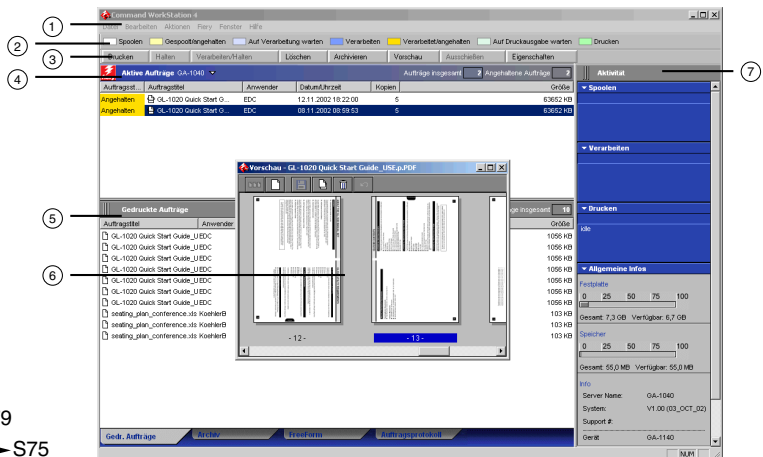 Command WorkStation 4
1
Datei Bearbeiten Aktionen Fiery Fenster Hilfe
2
Spoolen Gespoolt/angehalten Auf Verarbeitung warten Verarbeiten Verarbeitet/angehalten Auf Druckausgabe warten Drucken
3
Drucken Halten Verarbeiten/Halten Löschen Archivieren Vorschau Ausschießen Eigenschaften
4
Aktive Aufträge GA-1040 Aufträge insgesamt 2 Angehaltene Aufträge 2
Auftragsst... Auftragstitel Anwender Datum/Uhrzeit Kopien Größe
Angehalten GL-1020 Quick Start G... EDC 12.11.2002 18:22:00 5 63652 KB
Angehalten GL-1020 Quick Start G... EDC 08.11.2002 08:59:53 5 63652 KB
7
Aktivität
Spoolen
Verarbeiten
Drucken
idle
Allgemeine Infos
Festplatte
0 25 50 75 100
Gesamt: 7,3 GB Verfügbar: 6,7 GB
Speicher
0 25 50 75 100
Gesamt: 55,0 MB Verfügbar: 55,0 MB
Info
Server Name: GA-1040
System: V1.00 (03_OCT_02)
Support #:
Gerät GA-1140
Vorschau - GL-1020 Quick Start Guide_USE.p.PDF
- 12 - - 13 -
5
Gedruckte Aufträge ge insgesamt 10
Auftragstitel Anwender Größe
GL-1020 Quick Start Guide_U EDC 1056 KB
GL-1020 Quick Start Guide_U EDC 1056 KB
GL-1020 Quick Start Guide_U EDC 1056 KB
GL-1020 Quick Start Guide_U EDC 1056 KB
6
GL-1020 Quick Start Guide_U EDC 1056 KB
GL-1020 Quick Start Guide_U EDC 1056 KB
GL-1020 Quick Start Guide_U EDC 1056 KB
seating_plan_conference.xls KoehlerB 103 KB
seating_plan_conference.xls KoehlerB 103 KB
seating_plan_conference.xls KoehlerB 103 KB
Gedr. Aufträge Archiv FreeForm Auftragsprotokoll
NUM
9
S75